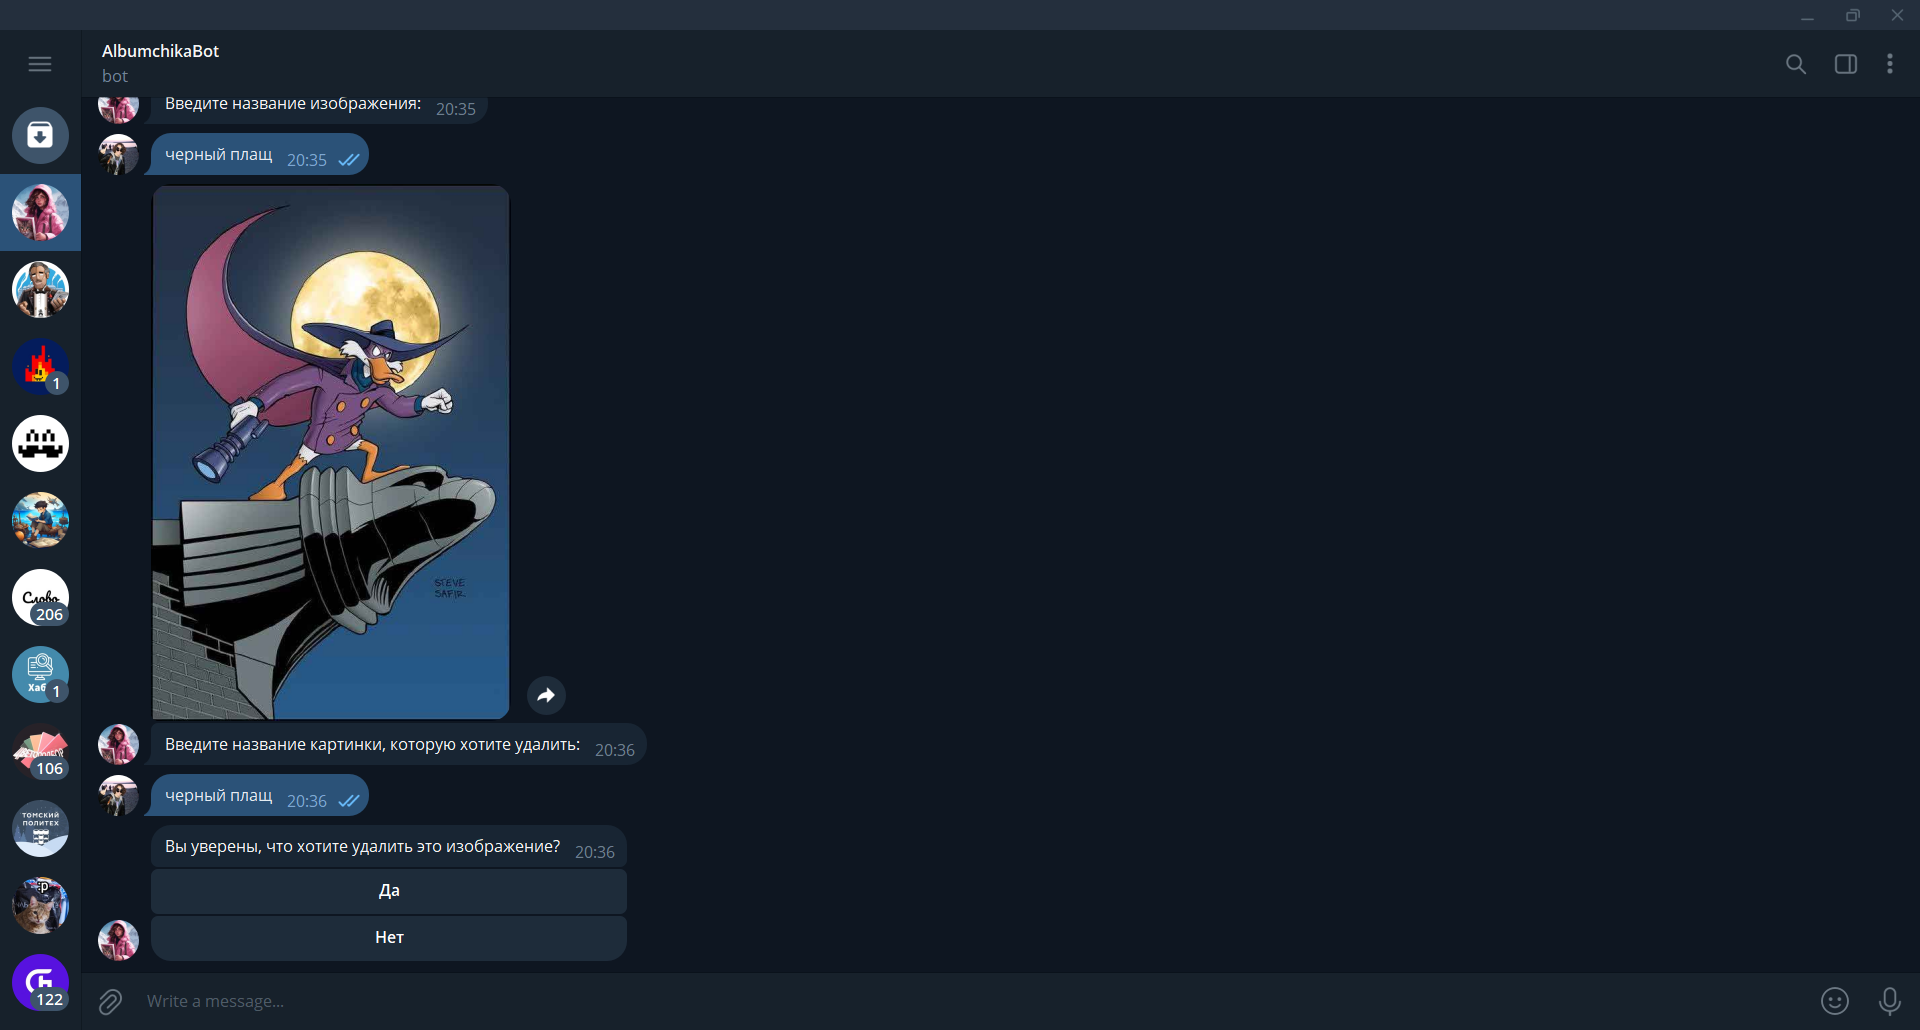 AlbumchikaBot
bot
Введите название изображения: 20:35
черный плащ 20:35
STEVE
SAFIR
Введите название картинки, которую хотите удалить: 20:36
черный плащ 20:36
Вы уверены, что хотите удалить это изображение? 20:36
Да
Нет
Write a message...
1
Слово
206
Хаб
1
106
ТОМСКИЙ
ПОЛИТЕХ
:p
122